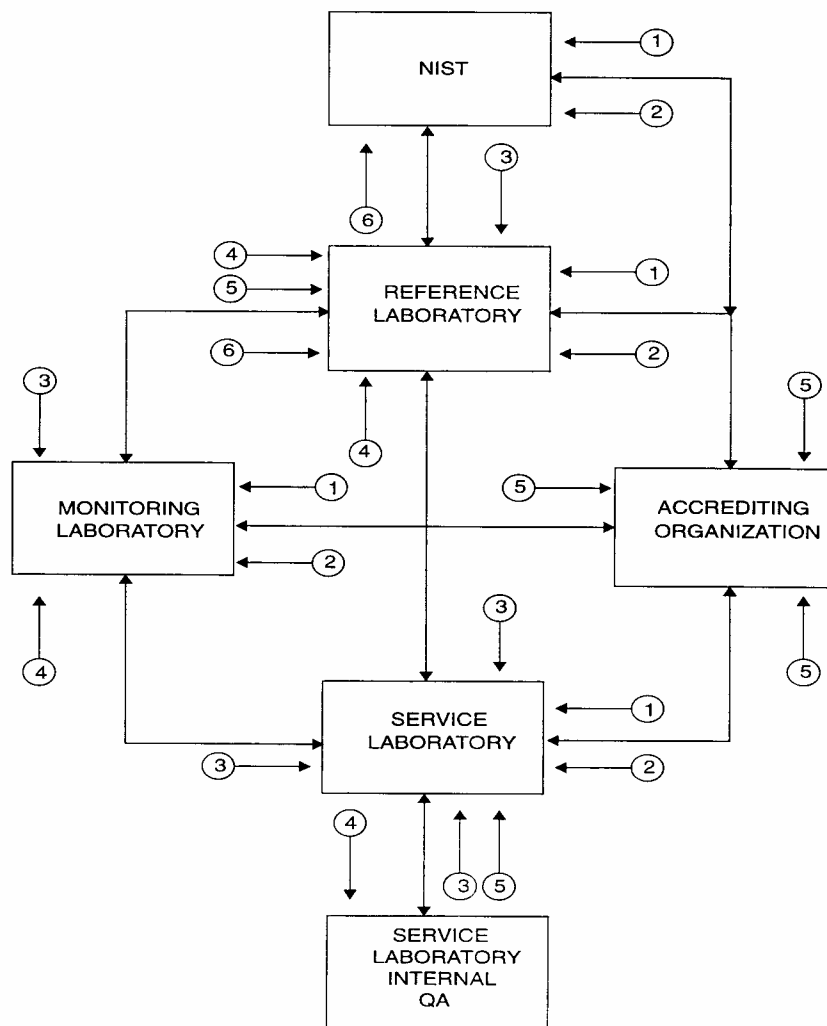 1
NIST
2
3
6
4
1
5
REFERENCE
LABORATORY
6
2
3
5
4
1
5
MONITORING
LABORATORY
ACCREDITING
ORGANIZATION
2
3
4
5
1
SERVICE
LABORATORY
3
2
4
3
5
SERVICE
LABORATORY
INTERNAL
QA